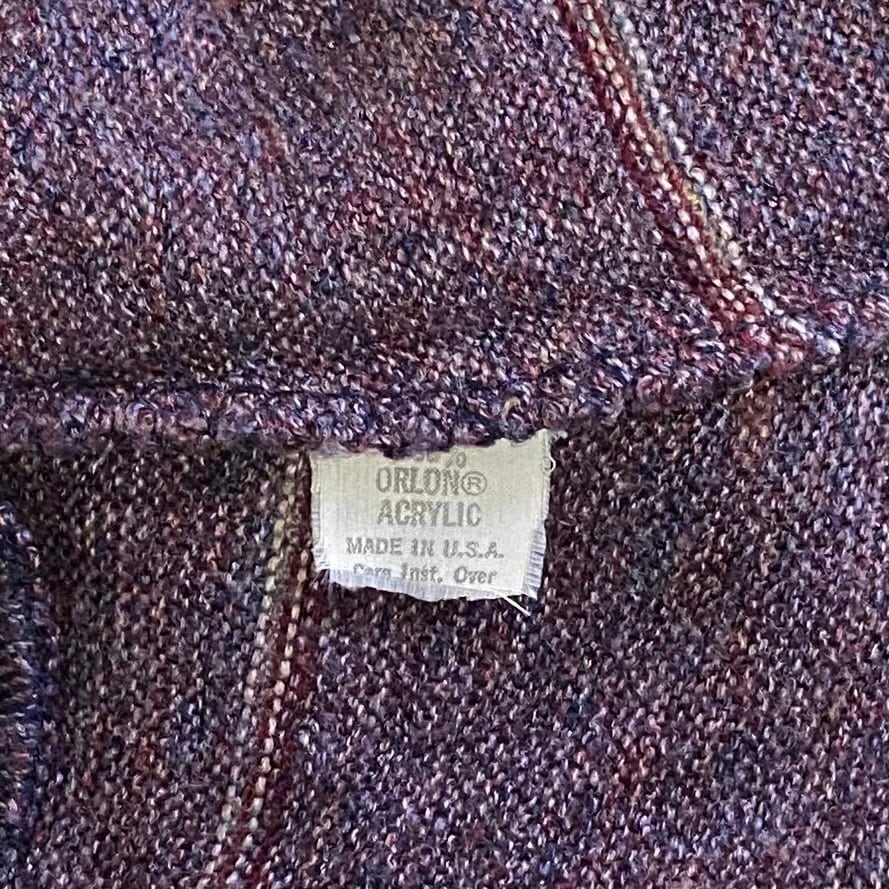 ORLON®
ACRYLIC
MADE IN U.S.A.
Care Inst. Over